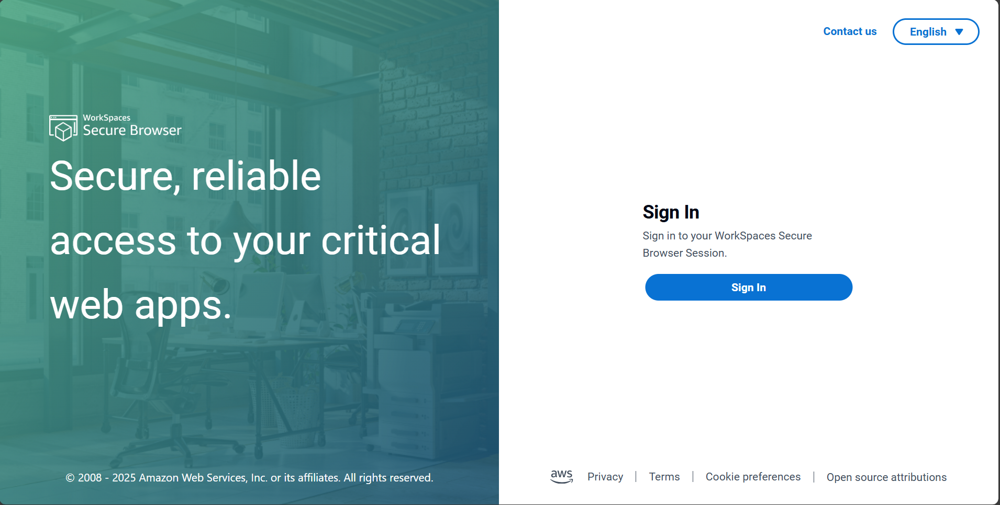 WorkSpaces
Secure Browser
Secure, reliable
access to your critical
web apps.
© 2008 - 2025 Amazon Web Services, Inc. or its affiliates. All rights reserved.
Contact us
English
Sign In
Sign in to your WorkSpaces Secure
Browser Session.
Sign In
aws Privacy | Terms | Cookie preferences | Open source attributions